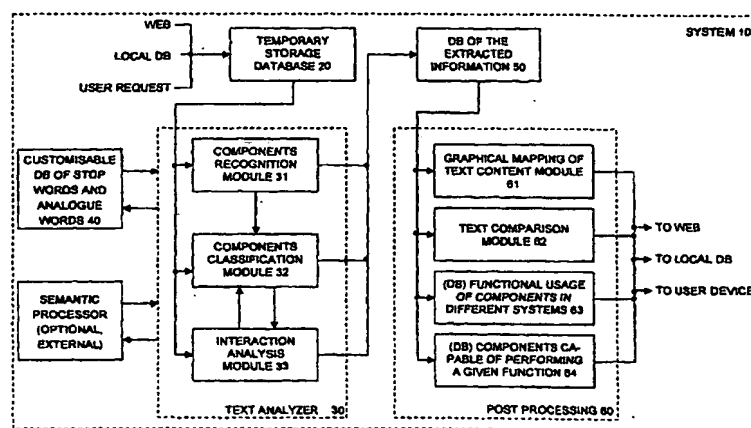 WEB
LOCAL DB
USER REQUEST
TEMPORARY
STORAGE
DATABASE 20
DB OF THE
EXTRACTED
INFORMATION 50
SYSTEM 10
CUSTOMISABLE
DB OF STOP
WORDS AND
ANALOGUE
WORDS 40
SEMANTIC
PROCESSOR
(OPTIONAL,
EXTERNAL)
COMPONENTS
RECOGNITION
MODULE 31
COMPONENTS
CLASSIFICATION
MODULE 32
INTERACTION
ANALYSIS
MODULE 33
TEXT ANALYZER 30
GRAPHICAL MAPPING OF
TEXT CONTENT MODULE
61
TEXT COMPARISON
MODULE 62
(DB) FUNCTIONAL USAGE
OF COMPONENTS IN
DIFFERENT SYSTEMS 63
(DB) COMPONENTS CA-
PABLE OF PERFORMING
A GIVEN FUNCTION 64
POST PROCESSING 60
TO WEB
TO LOCAL DB
TO USER DEVICE